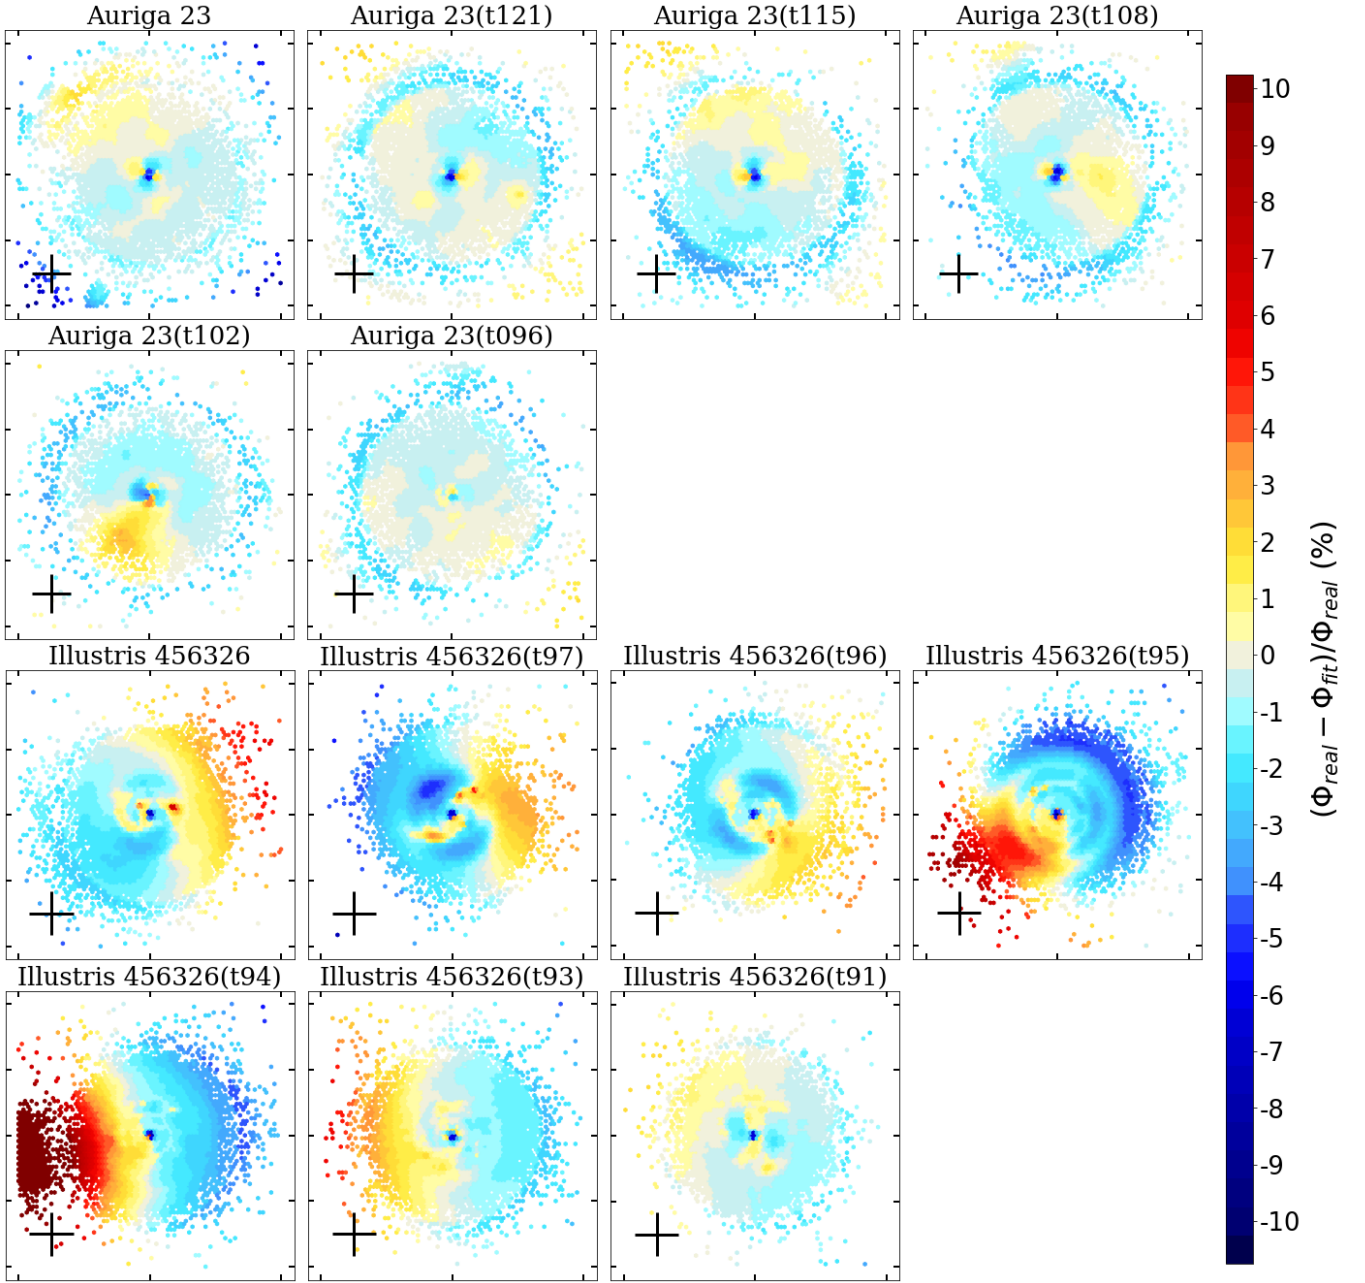 Auriga 23
Auriga 23(t121)
Auriga 23(t115)
Auriga 23(t108)
Auriga 23(t102)
Auriga 23(t096)
Illustris 456326
Illustris 456326(t97)
Illustris 456326(t96)
Illustris 456326(t95)
Illustris 456326(t94)
Illustris 456326(t93)
Illustris 456326(t91)
10
9
8
7
6
5
4
3
2
1
0
-1
-2
-3
-4
-5
-6
-7
-8
-9
-10
(Φreal − Φfit)/Φreal (%)